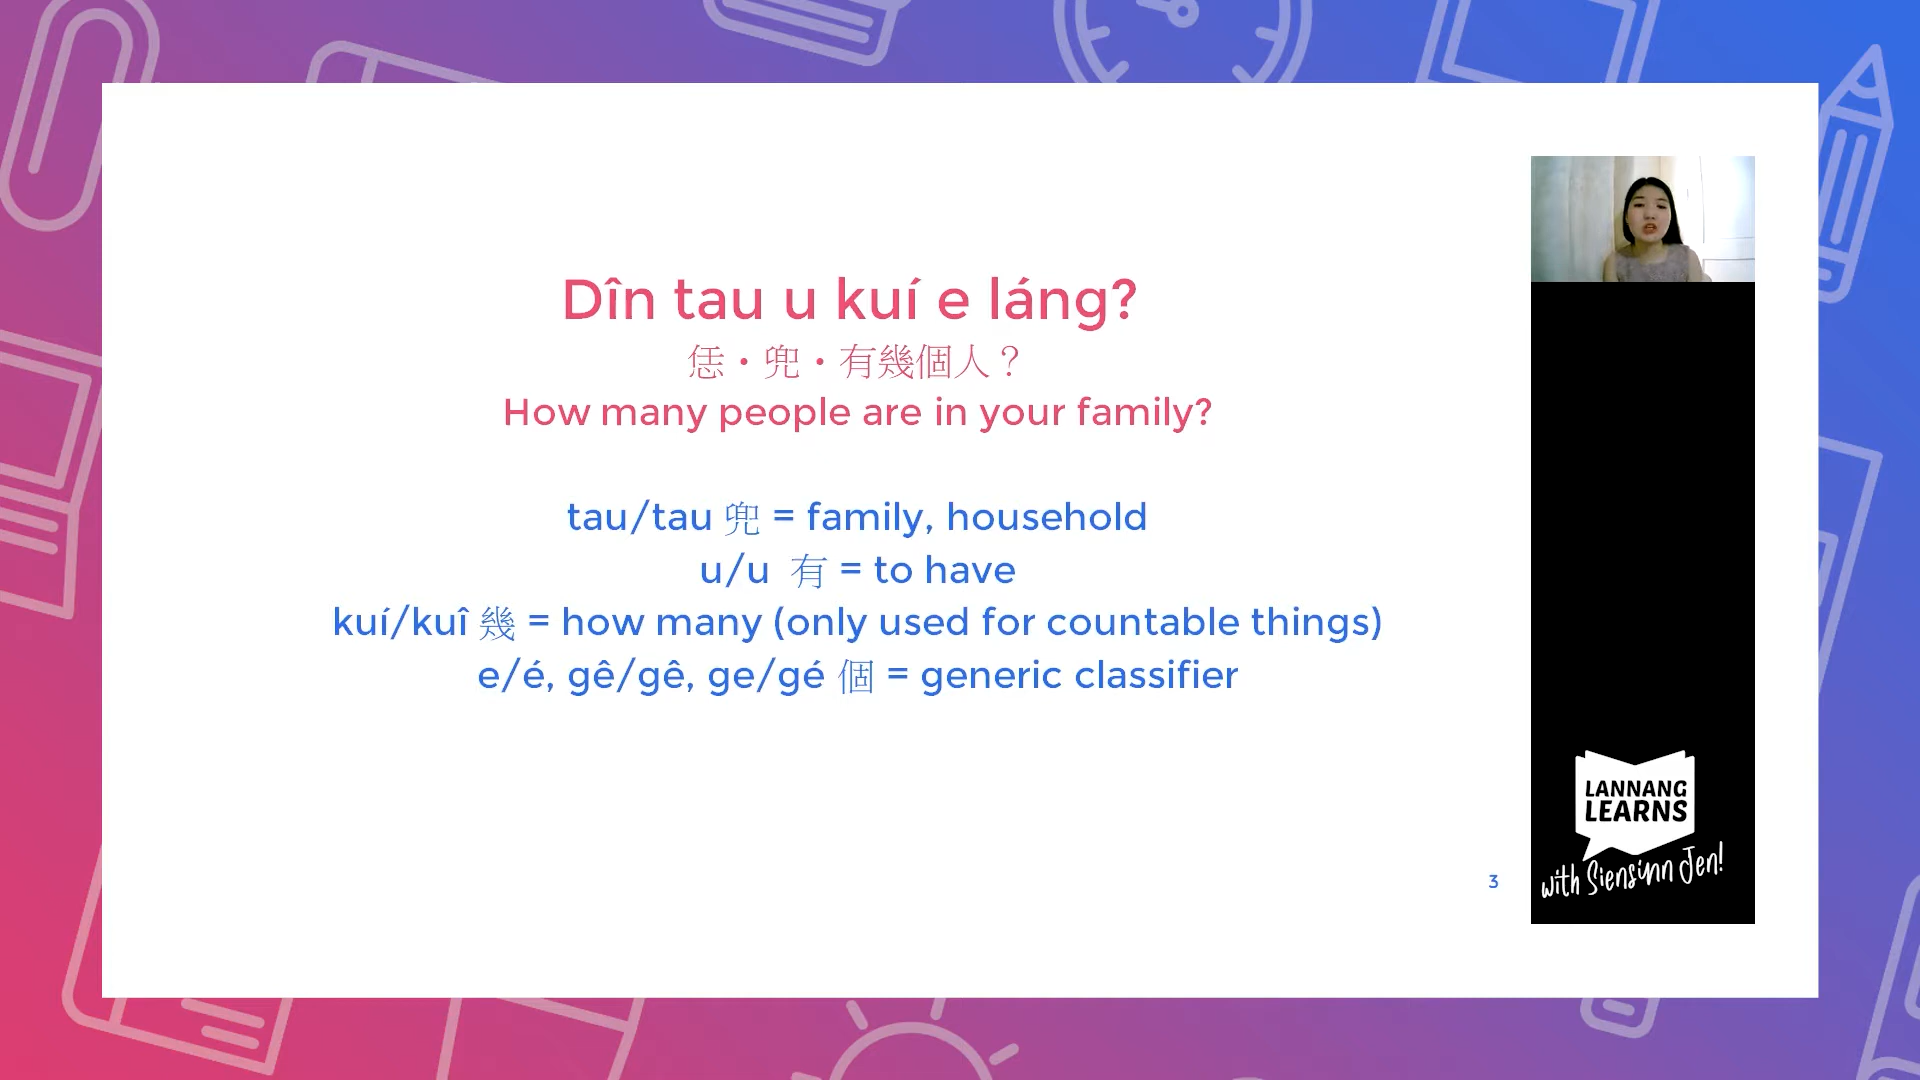 Dîn tau u kuí e láng?
恁・兜・有幾個人？
How many people are in your family?
tau/tau 兜 = family, household
u/u 有 = to have
kuí/kuî 幾 = how many (only used for countable things)
e/é, gê/gê, ge/gé 個 = generic classifier
3
LANNANG
LEARNS
with Siensinn Jen!